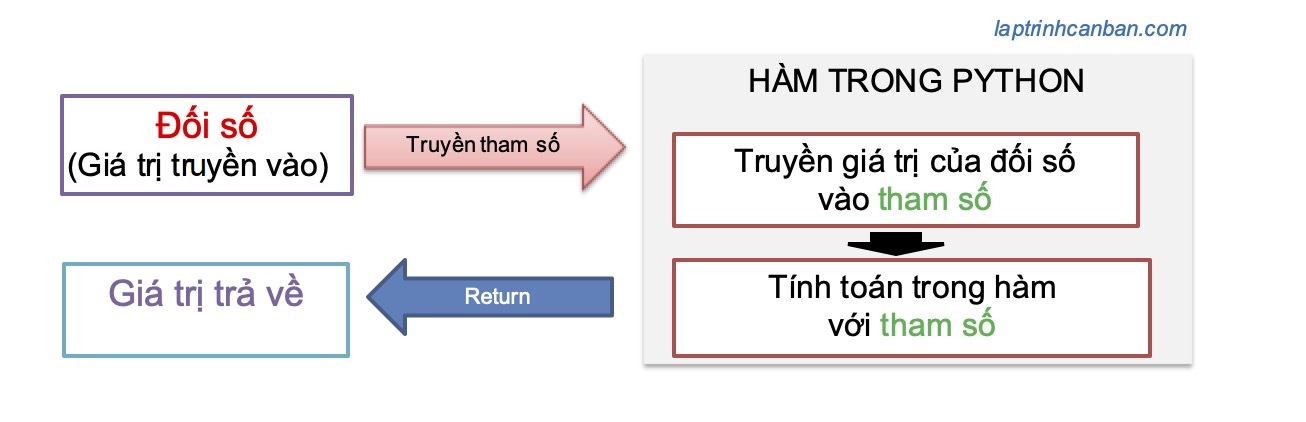 laptrinhcanban.com
HÀM TRONG PYTHON
Đối số
(Giá trị truyền vào)
Truyền tham số
Truyền giá trị của đối số
vào tham số
Tính toán trong hàm
với tham số
Return
Giá trị trả về